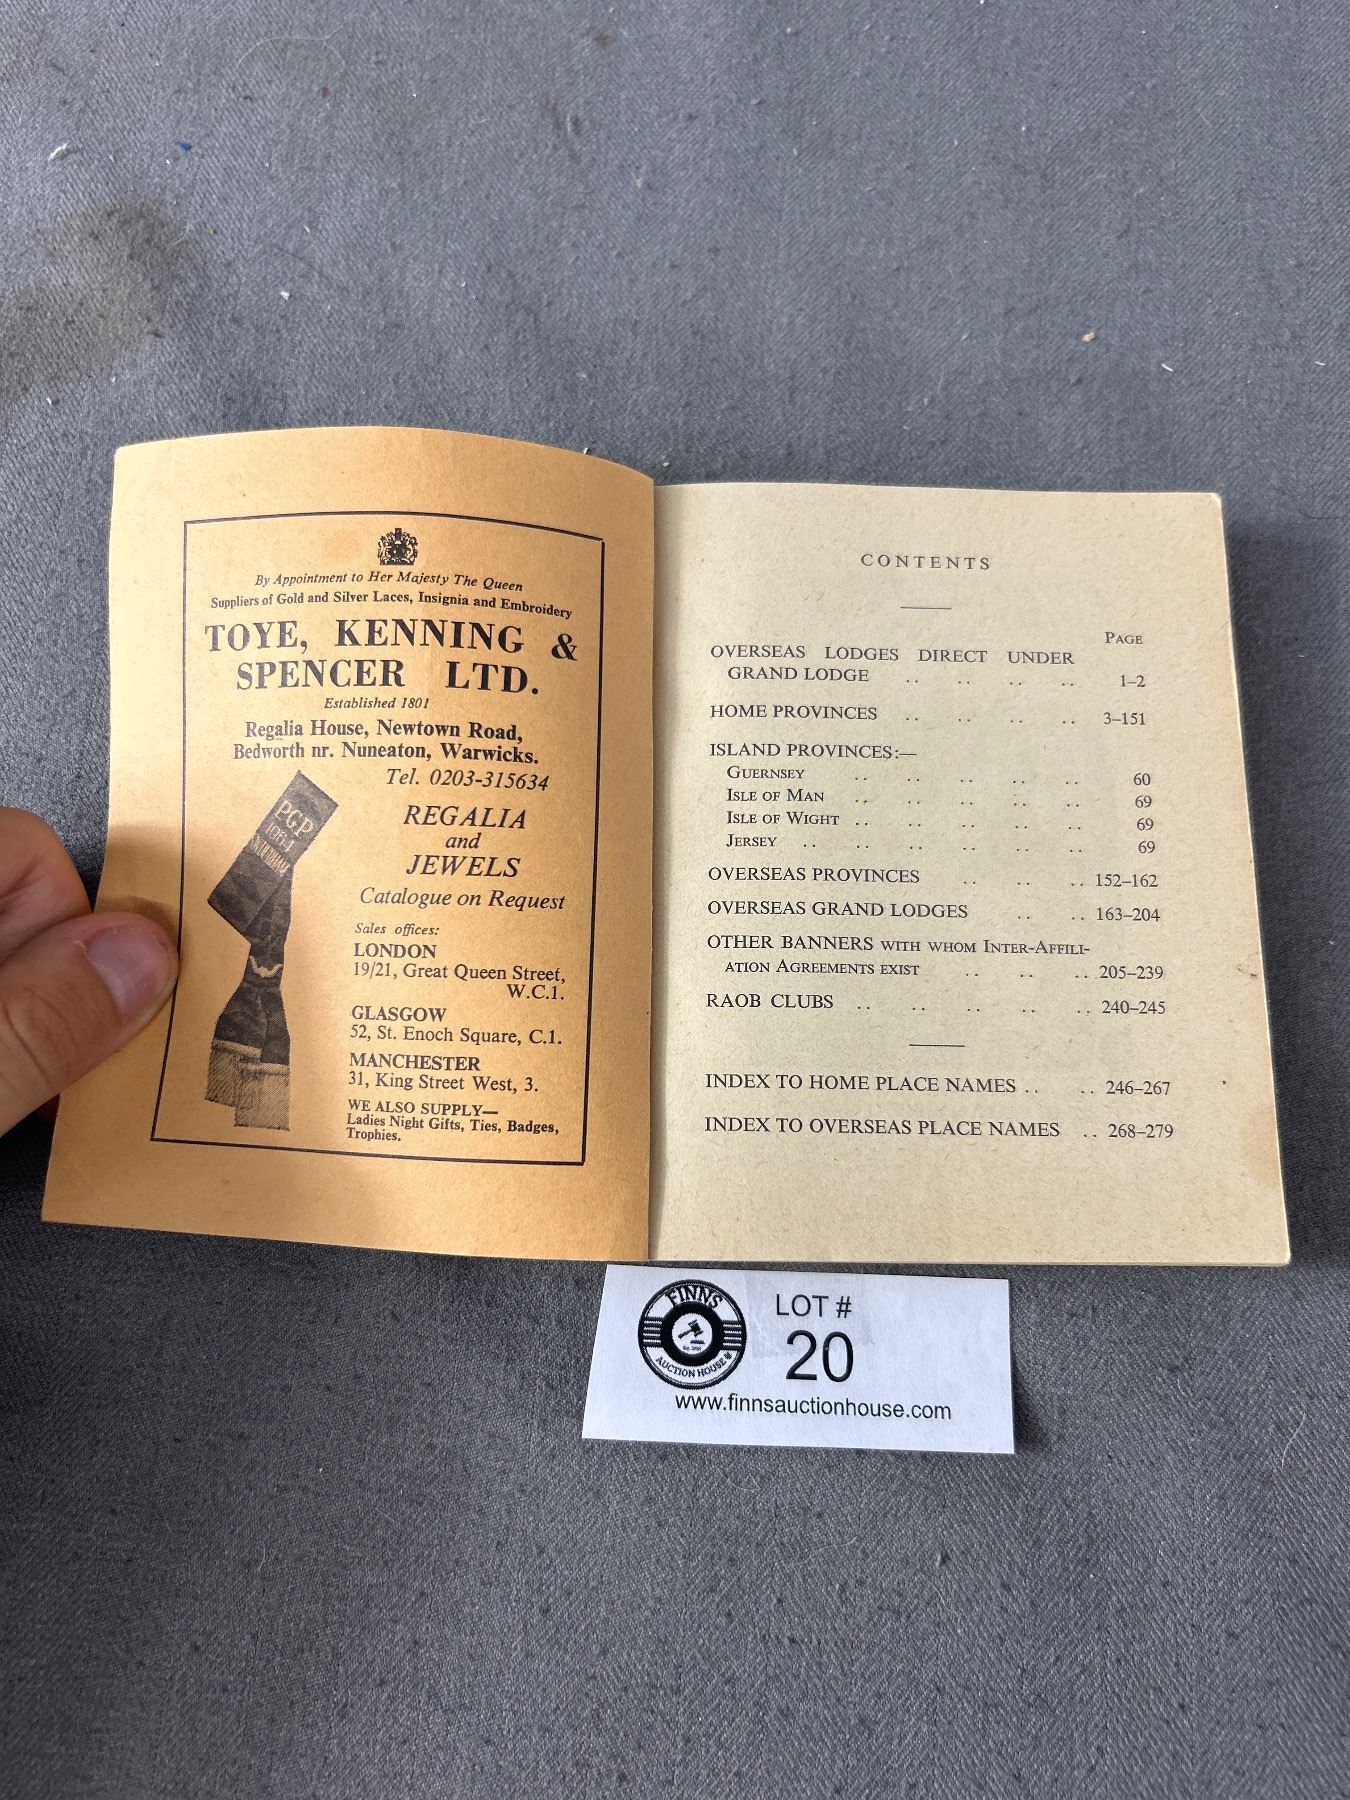 By Appointment to Her Majesty The Queen
Suppliers of Gold and Silver Laces, Insignia and Embroidery
TOYE, KENNING &
SPENCER LTD.
Established 1801
Regalia House, Newtown Road,
Bedworth nr. Nuneaton, Warwicks.
Tel. 0203-315634
PGP
1964
REGALIA
and
JEWELS
Catalogue on Request
Sales offices:
LONDON
19/21, Great Queen Street,
W.C.1.
GLASGOW
52, St. Enoch Square, C.1.
MANCHESTER
31, King Street West, 3.
WE ALSO SUPPLY—
Ladies Night Gifts, Ties, Badges,
Trophies.
CONTENTS
PAGE
OVERSEAS LODGES DIRECT UNDER
GRAND LODGE .. .. .. .. 1–2
HOME PROVINCES .. .. .. .. 3–151
ISLAND PROVINCES:—
GUERNSEY .. .. .. .. .. 60
ISLE OF MAN .. .. .. .. .. 69
ISLE OF WIGHT .. .. .. .. .. 69
JERSEY .. .. .. .. .. .. 69
OVERSEAS PROVINCES .. .. .. 152–162
OVERSEAS GRAND LODGES .. .. 163–204
OTHER BANNERS WITH WHOM INTER-AFFILI-
ATION AGREEMENTS EXIST .. .. .. 205–239
RAOB CLUBS .. .. .. .. .. 240–245
INDEX TO HOME PLACE NAMES .. .. 246–267
INDEX TO OVERSEAS PLACE NAMES .. 268–279
FINNS
AUCTION HOUSE
LOT #
20
www.finnsauctionhouse.com